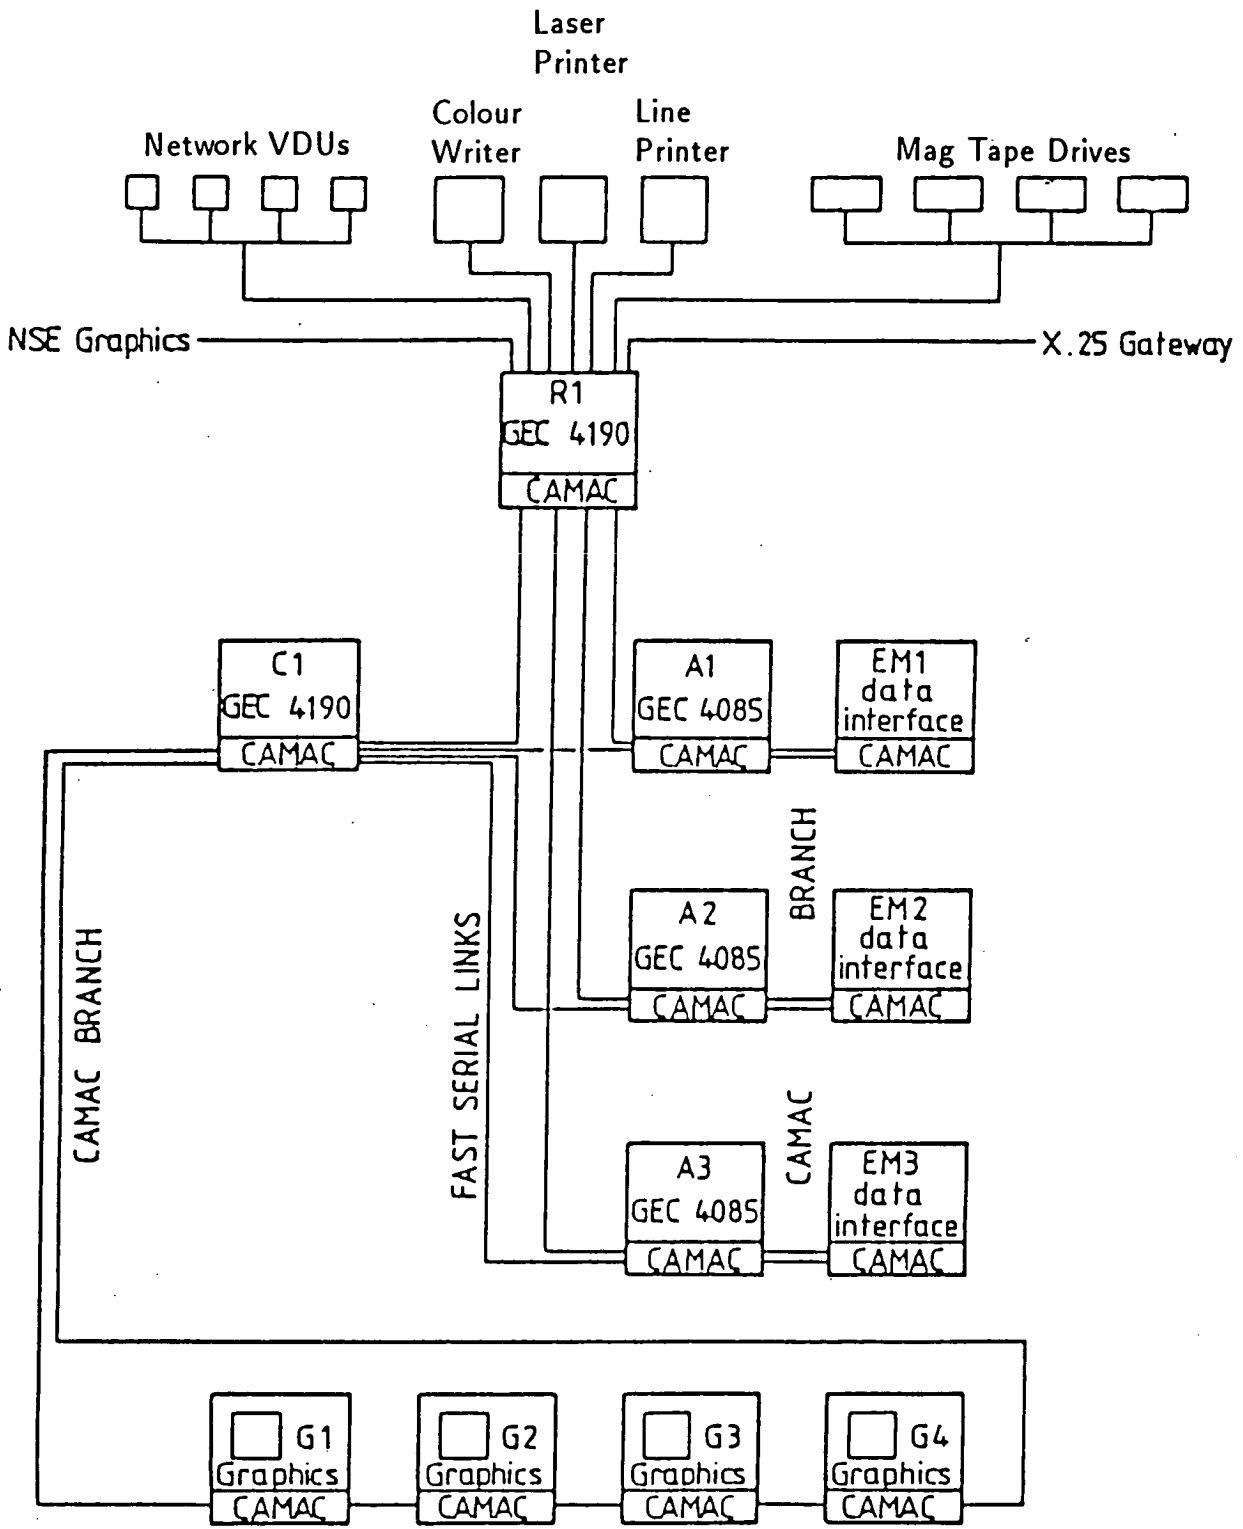 Laser
Printer
Colour
Writer
Line
Printer
Network VDUs
Mag Tape Drives
NSE Graphics
X.25 Gateway
R1
GEC 4190
CAMAC
C1
GEC 4190
CAMAC
A1
GEC 4085
CAMAC
EM1
data
interface
CAMAC
BRANCH
A2
GEC 4085
CAMAC
EM2
data
interface
CAMAC
CAMAC BRANCH
FAST SERIAL LINKS
CAMAC
A3
GEC 4085
CAMAC
EM3
data
interface
CAMAC
G1
Graphics
CAMAC
G2
Graphics
CAMAC
G3
Graphics
CAMAC
G4
Graphics
CAMAC